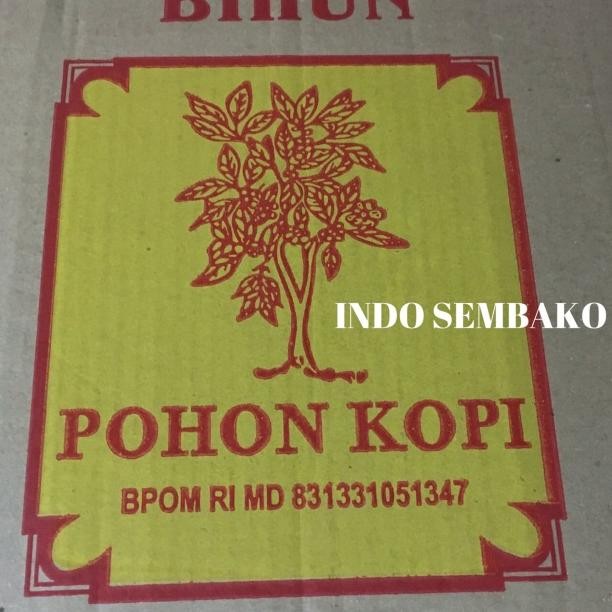 BIHUN
INDO SEMBAKO
POHON KOPI
BPOM RI MD 831331051347